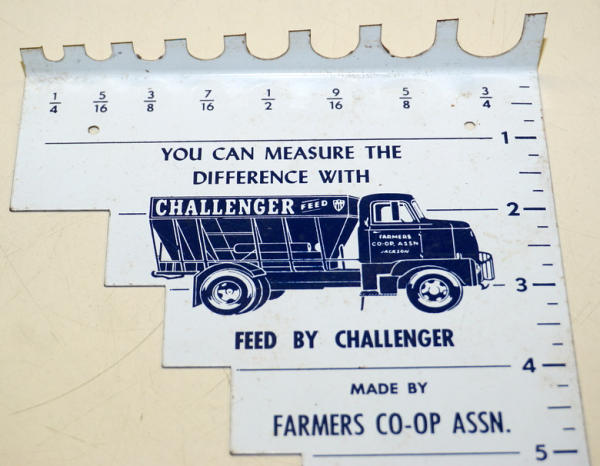 1/4 5/16 3/8 7/16 1/2 9/16 5/8 3/4
1
YOU CAN MEASURE THE
DIFFERENCE WITH
2
CHALLENGER FEED
FARMERS
CO-OP. ASSN
JACKSON
3
FEED BY CHALLENGER
4
MADE BY
FARMERS CO-OP ASSN.
5